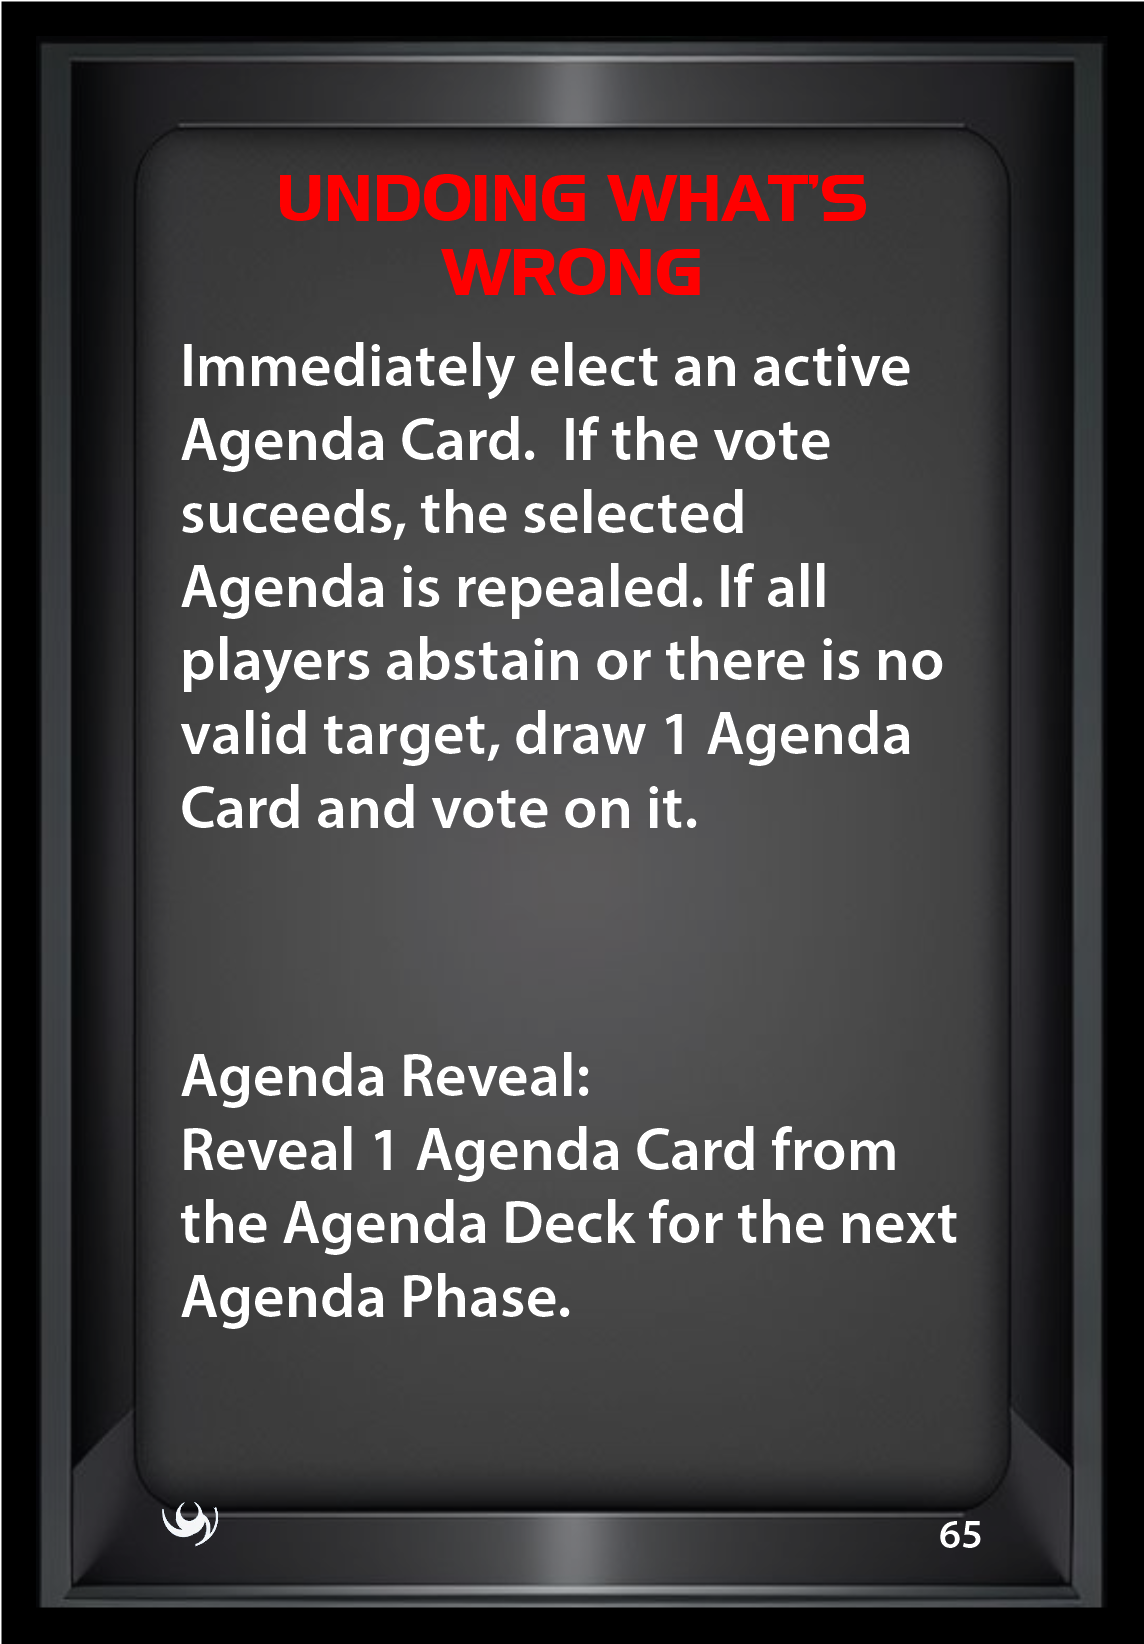 UNDOING WHAT'S
WRONG
Immediately elect an active
Agenda Card.  If the vote
suceeds, the selected
Agenda is repealed. If all
players abstain or there is no
valid target, draw 1 Agenda
Card and vote on it.
Agenda Reveal:
Reveal 1 Agenda Card from
the Agenda Deck for the next
Agenda Phase.
65